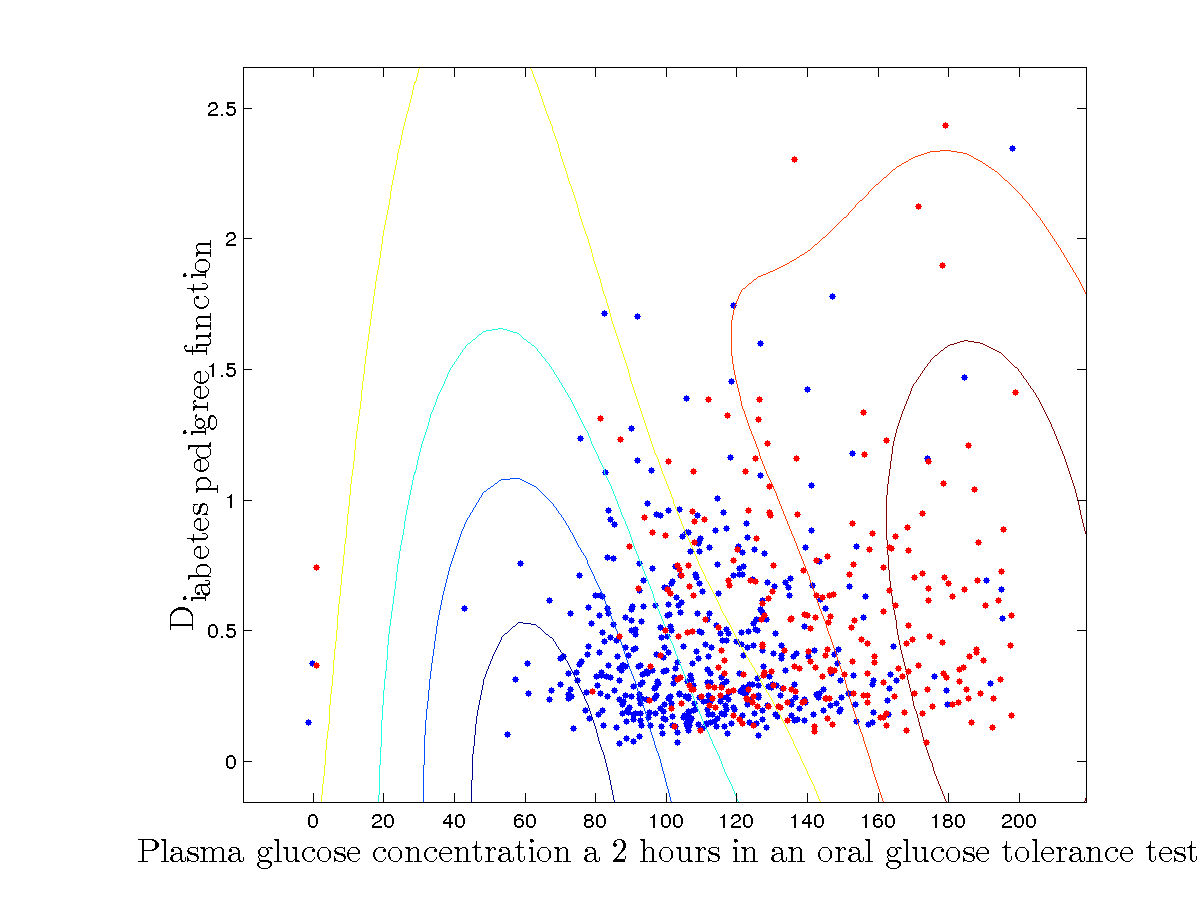 2.5
2
1.5
1
0.5
0
Diabetes pedigree function
0 20 40 60 80 100 120 140 160 180 200
Plasma glucose concentration a 2 hours in an oral glucose tolerance test